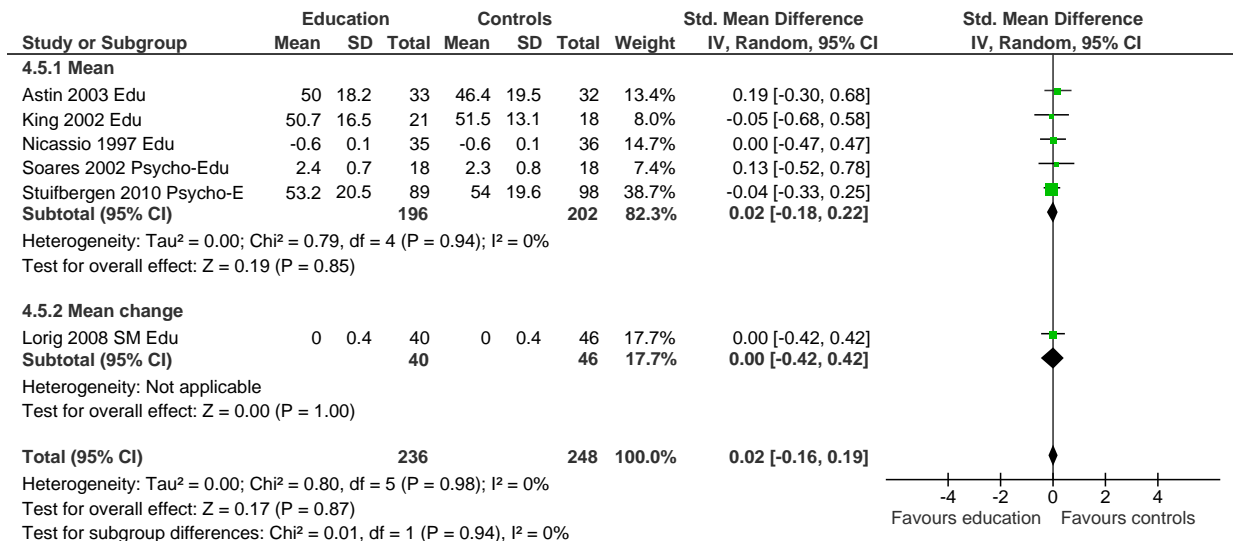 Education Controls Std. Mean Difference Std. Mean Difference
Study or Subgroup Mean SD Total Mean SD Total Weight IV, Random, 95% CI IV, Random, 95% CI
4.5.1 Mean
Astin 2003 Edu 50 18.2 33 46.4 19.5 32 13.4% 0.19 [-0.30, 0.68]
King 2002 Edu 50.7 16.5 21 51.5 13.1 18 8.0% -0.05 [-0.68, 0.58]
Nicassio 1997 Edu -0.6 0.1 35 -0.6 0.1 36 14.7% 0.00 [-0.47, 0.47]
Soares 2002 Psycho-Edu 2.4 0.7 18 2.3 0.8 18 7.4% 0.13 [-0.52, 0.78]
Stuifbergen 2010 Psycho-E 53.2 20.5 89 54 19.6 98 38.7% -0.04 [-0.33, 0.25]
Subtotal (95% CI) 196 202 82.3% 0.02 [-0.18, 0.22]
Heterogeneity: Tau² = 0.00; Chi² = 0.79, df = 4 (P = 0.94); I² = 0%
Test for overall effect: Z = 0.19 (P = 0.85)
4.5.2 Mean change
Lorig 2008 SM Edu 0 0.4 40 0 0.4 46 17.7% 0.00 [-0.42, 0.42]
Subtotal (95% CI) 40 46 17.7% 0.00 [-0.42, 0.42]
Heterogeneity: Not applicable
Test for overall effect: Z = 0.00 (P = 1.00)
Total (95% CI) 236 248 100.0% 0.02 [-0.16, 0.19]
Heterogeneity: Tau² = 0.00; Chi² = 0.80, df = 5 (P = 0.98); I² = 0%
Test for overall effect: Z = 0.17 (P = 0.87)
Test for subgroup differences: Chi² = 0.01, df = 1 (P = 0.94), I² = 0%
-4 -2 0 2 4
Favours education Favours controls